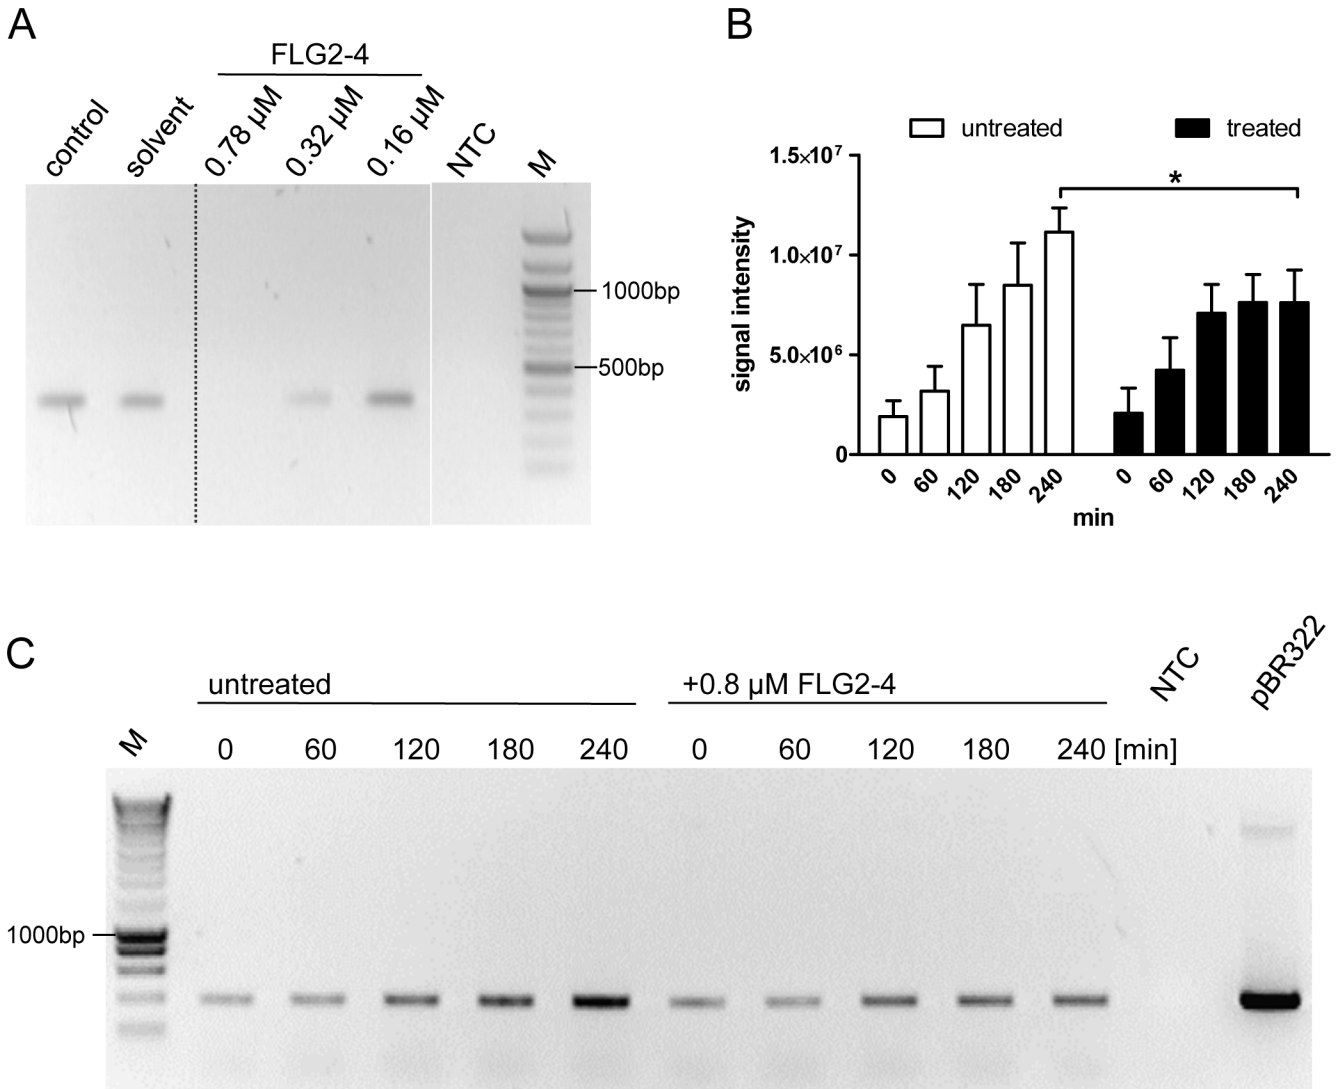 A
FLG2-4
control
solvent
0.78 µM
0.32 µM
0.16 µM
NTC
M
1000bp
500bp
B
untreated
treated
1.5×10⁷
1.0×10⁷
5.0×10⁶
0
signal intensity
*
0 60 120 180 240 0 60 120 180 240
min
C
untreated
+0.8 µM FLG2-4
NTC
pBR322
M
0 60 120 180 240 0 60 120 180 240 [min]
1000bp